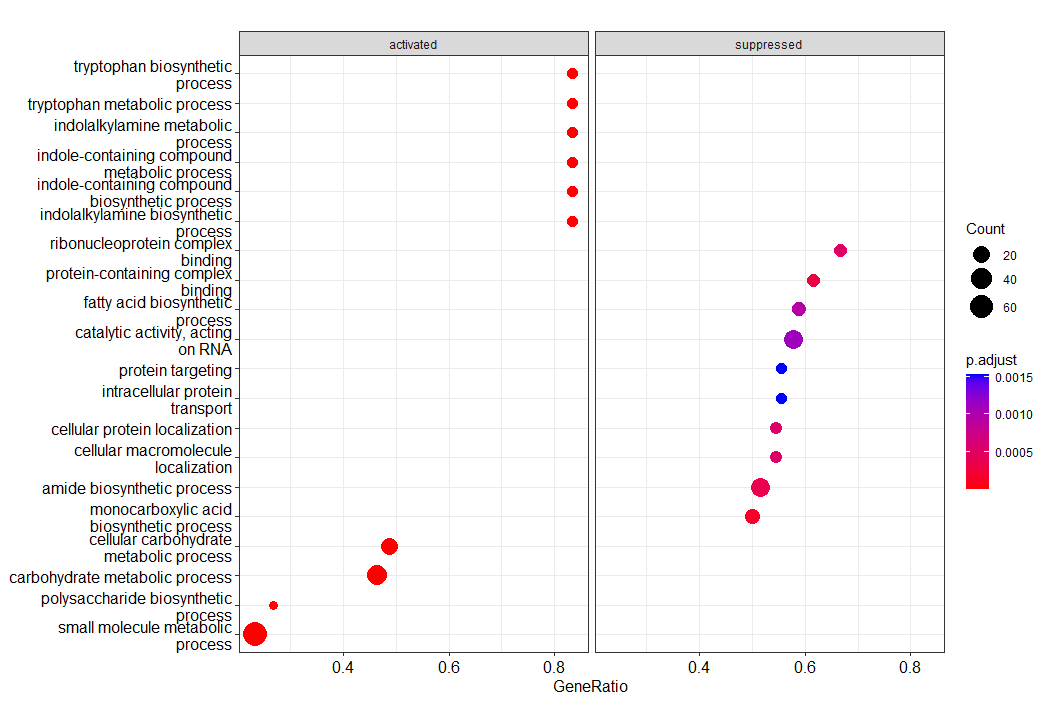 activated
suppressed
tryptophan biosynthetic
process
tryptophan metabolic process
indolalkylamine metabolic
process
indole-containing compound
metabolic process
indole-containing compound
biosynthetic process
indolalkylamine biosynthetic
process
ribonucleoprotein complex
binding
protein-containing complex
binding
fatty acid biosynthetic
process
catalytic activity, acting
on RNA
protein targeting
intracellular protein
transport
cellular protein localization
cellular macromolecule
localization
amide biosynthetic process
monocarboxylic acid
biosynthetic process
cellular carbohydrate
metabolic process
carbohydrate metabolic process
polysaccharide biosynthetic
process
small molecule metabolic
process
0.4 0.6 0.8
0.4 0.6 0.8
GeneRatio
Count
20
40
60
p.adjust
0.0015
0.0010
0.0005